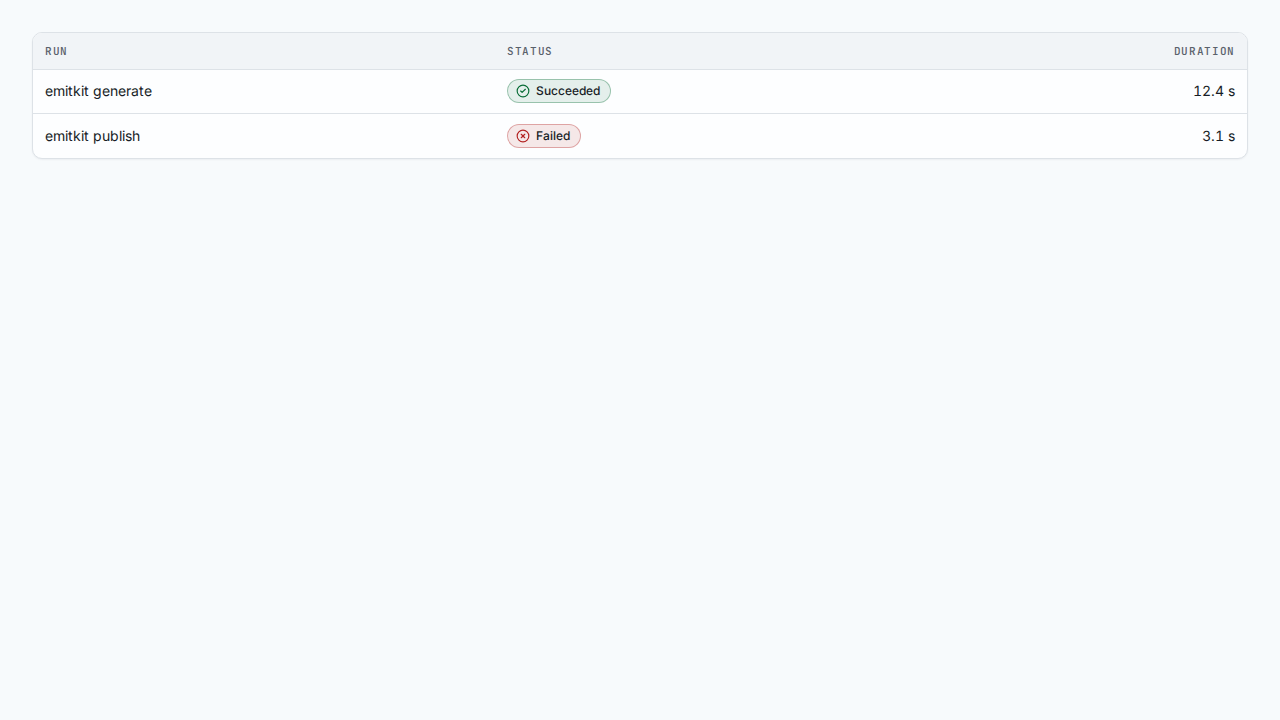 RUN STATUS DURATION
emitkit generate Succeeded 12.4 s
emitkit publish Failed 3.1 s